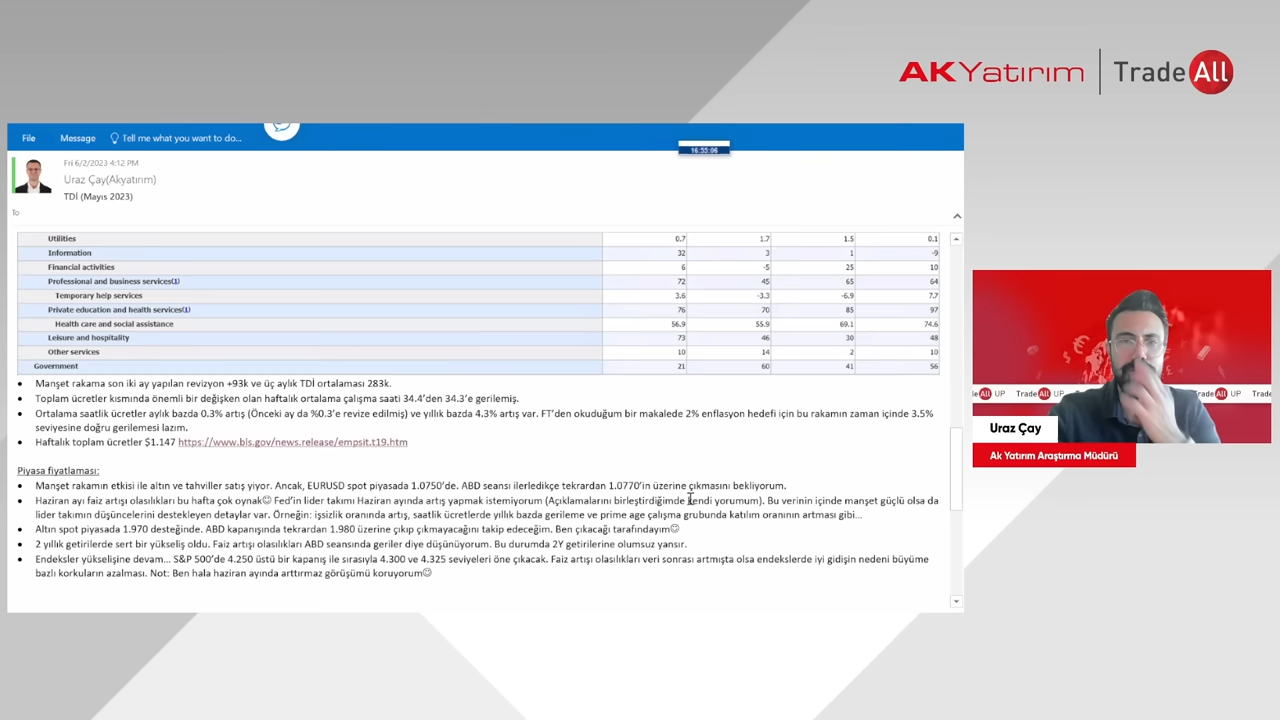 AKYatırım | Trade All
File Message Tell me what you want to do...
16:55:06
Fri 6/2/2023 4:12 PM
Uraz Çay(Akyatirim)
TDİ (Mayıs 2023)
To
Utilities 0.7 1.7 1.5 0.1
Information 32 3 1 -9
Financial activities 6 -5 25 10
Professional and business services(1) 72 45 65 64
Temporary help services 3.6 -3.3 -6.9 7.7
Private education and health services(1) 76 70 85 97
Health care and social assistance 56.9 55.9 69.1 74.6
Leisure and hospitality 73 46 30 48
Other services 10 14 2 10
Government 21 60 41 56
• Manşet rakama son iki ay yapılan revizyon +93k ve üç aylık TDİ ortalaması 283k.
• Toplam ücretler kısmında önemli bir değişken olan haftalık ortalama çalışma saati 34.4'den 34.3'e gerilemiş.
• Ortalama saatlik ücretler aylık bazda 0.3% artış (Önceki ay da %0.3'e revize edilmiş) ve yıllık bazda 4.3% artış var. FT'den okuduğum bir makalede 2% enflasyon hedefi için bu rakamın zaman içinde 3.5%
seviyesine doğru gerilemesi lazım.
• Haftalık toplam ücretler $1.147 https://www.bls.gov/news.release/empsit.t19.htm
Piyasa fiyatlaması:
• Manşet rakamın etkisi ile altın ve tahviller satış yiyor. Ancak, EURUSD spot piyasada 1.0750'de. ABD seansı ilerledikçe tekrardan 1.0770'in üzerine çıkmasını bekliyorum.
• Haziran ayı faiz artışı olasılıkları bu hafta çok oynak☺ Fed'in lider takımı Haziran ayında artış yapmak istemiyorum (Açıklamalarını birleştirdiğimde kendi yorumum). Bu verinin içinde manşet güçlü olsa da
lider takımın düşüncelerini destekleyen detaylar var. Örneğin: işsizlik oranında artış, saatlik ücretlerde yıllık bazda gerileme ve prime age çalışma grubunda katılım oranının artması gibi...
• Altın spot piyasada 1.970 desteğinde. ABD kapanışında tekrardan 1.980 üzerine çıkıp çıkmayacağını takip edeceğim. Ben çıkacağı tarafındayım☺
• 2 yıllık getirilerde sert bir yükseliş oldu. Faiz artışı olasılıkları ABD seansında geriler diye düşünüyorum. Bu durumda 2Y getirilerine olumsuz yansır.
• Endeksler yükselişine devam... S&P 500'de 4.250 üstü bir kapanış ile sırasıyla 4.300 ve 4.325 seviyeleri öne çıkacak. Faiz artışı olasılıkları veri sonrası artmışta olsa endekslerde iyi gidişin nedeni büyüme
bazlı korkuların azalması. Not: Ben hala haziran ayında arttırmaz görüşümü koruyorum☺
All UP Trade All UP Trade All UP Trade
Uraz Çay
Ak Yatırım Araştırma Müdürü